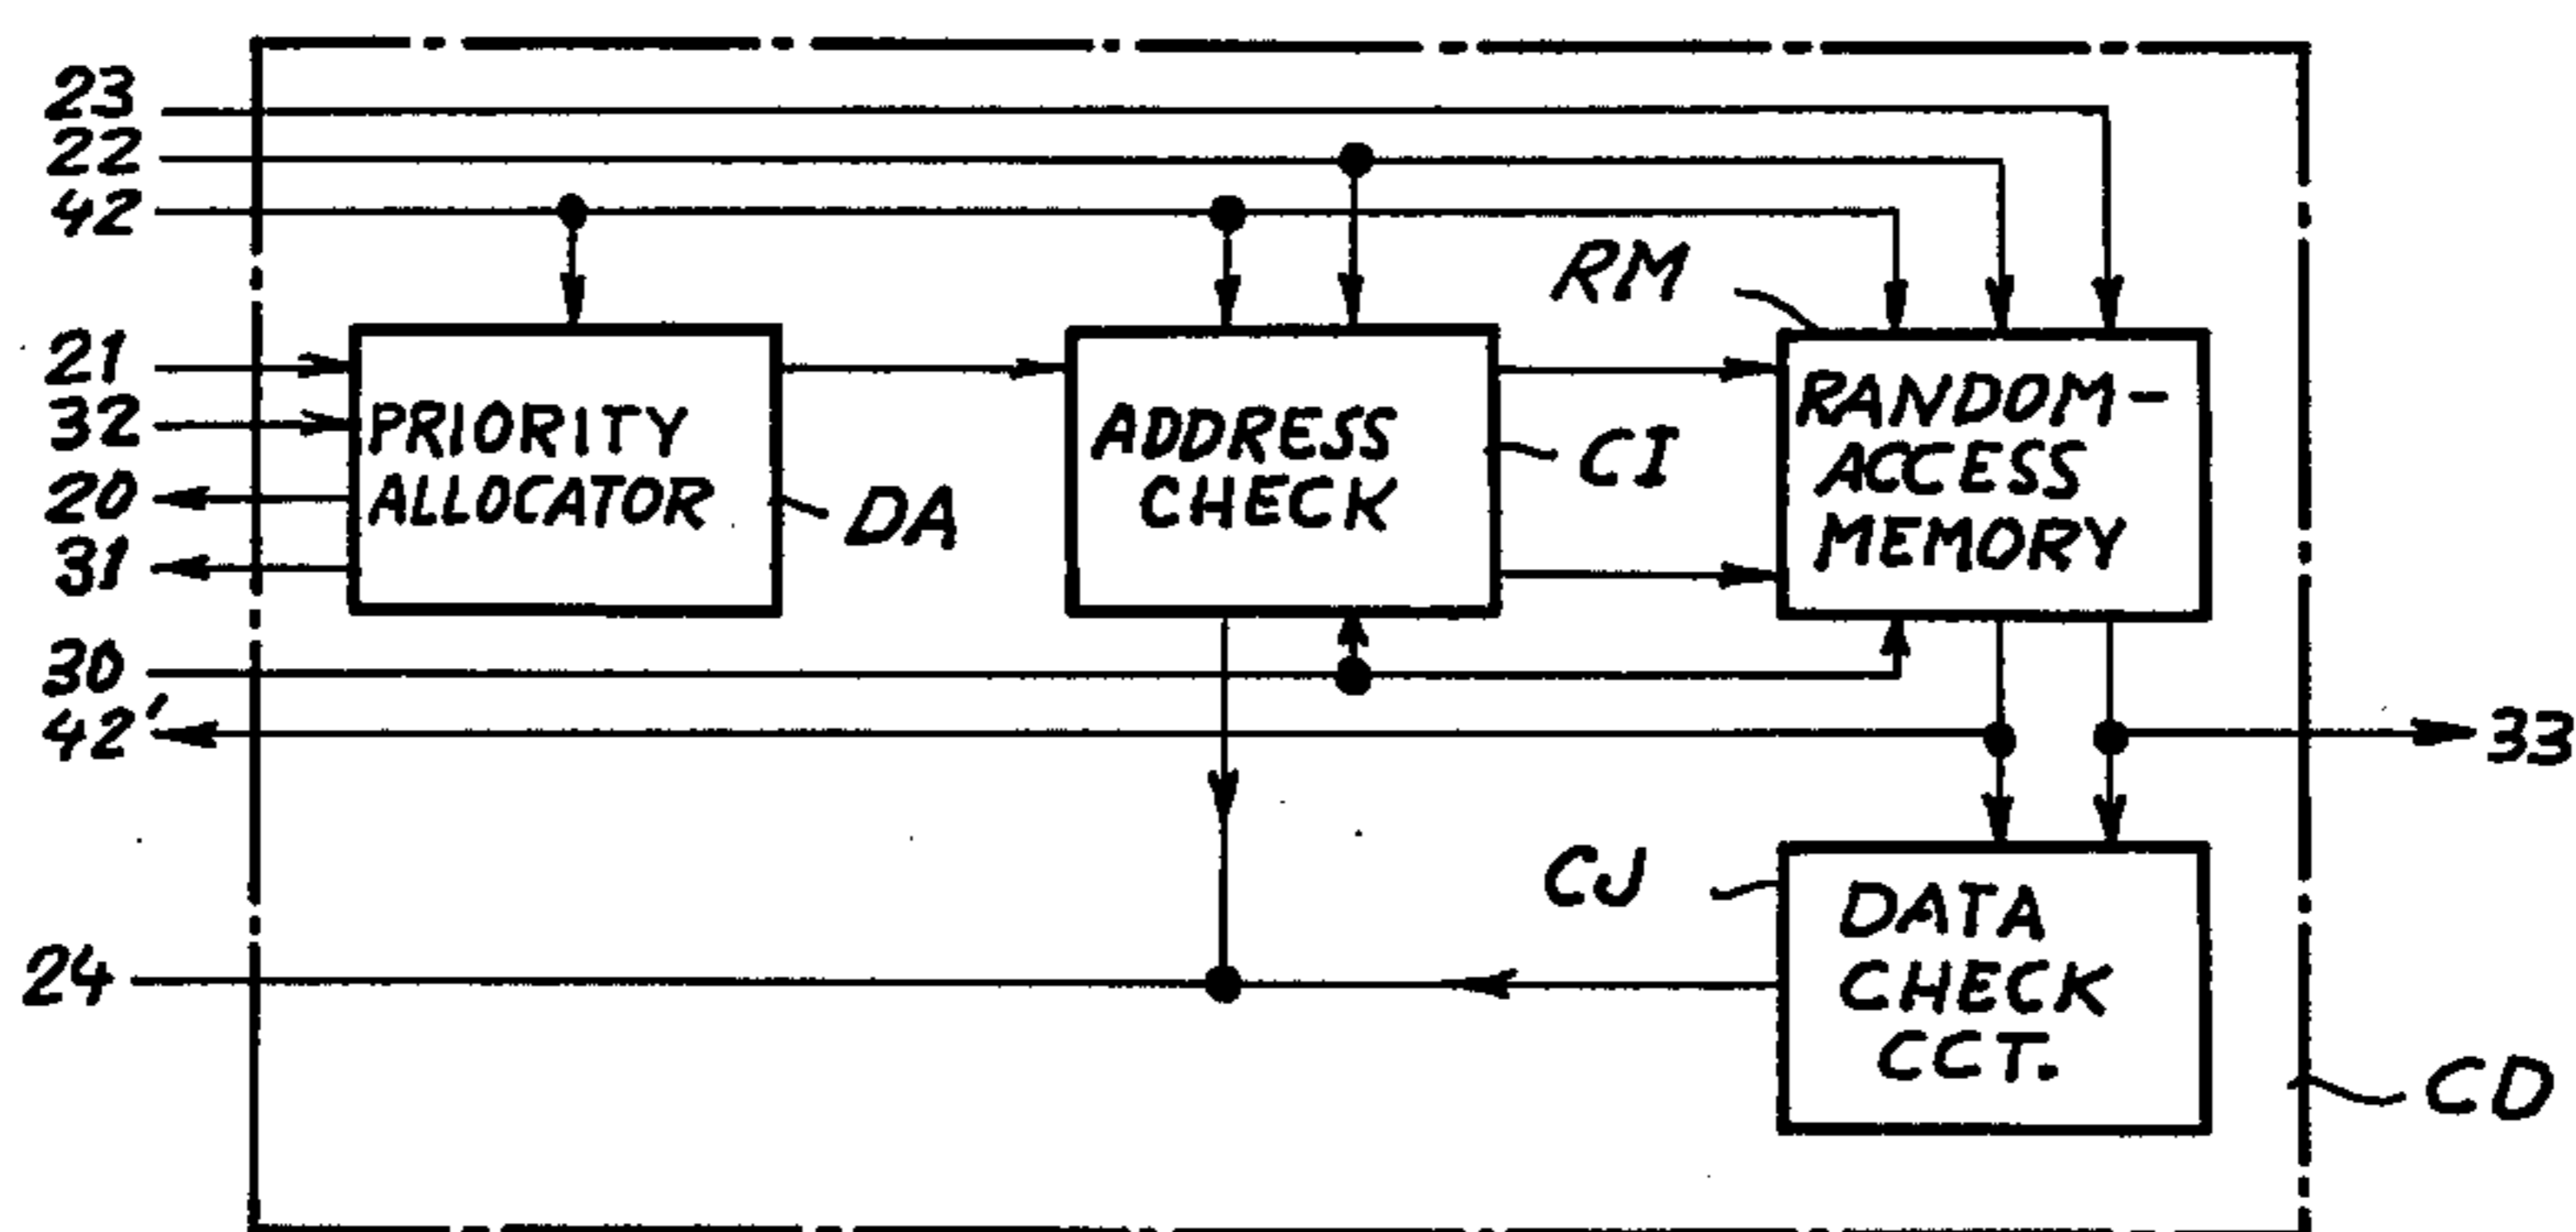 23
22
42
RM
21
32
20
31
PRIORITY
ALLOCATOR
DA
ADDRESS
CHECK
CI
RANDOM-
ACCESS
MEMORY
30
42'
33
CJ
DATA
CHECK
CCT.
24
CD